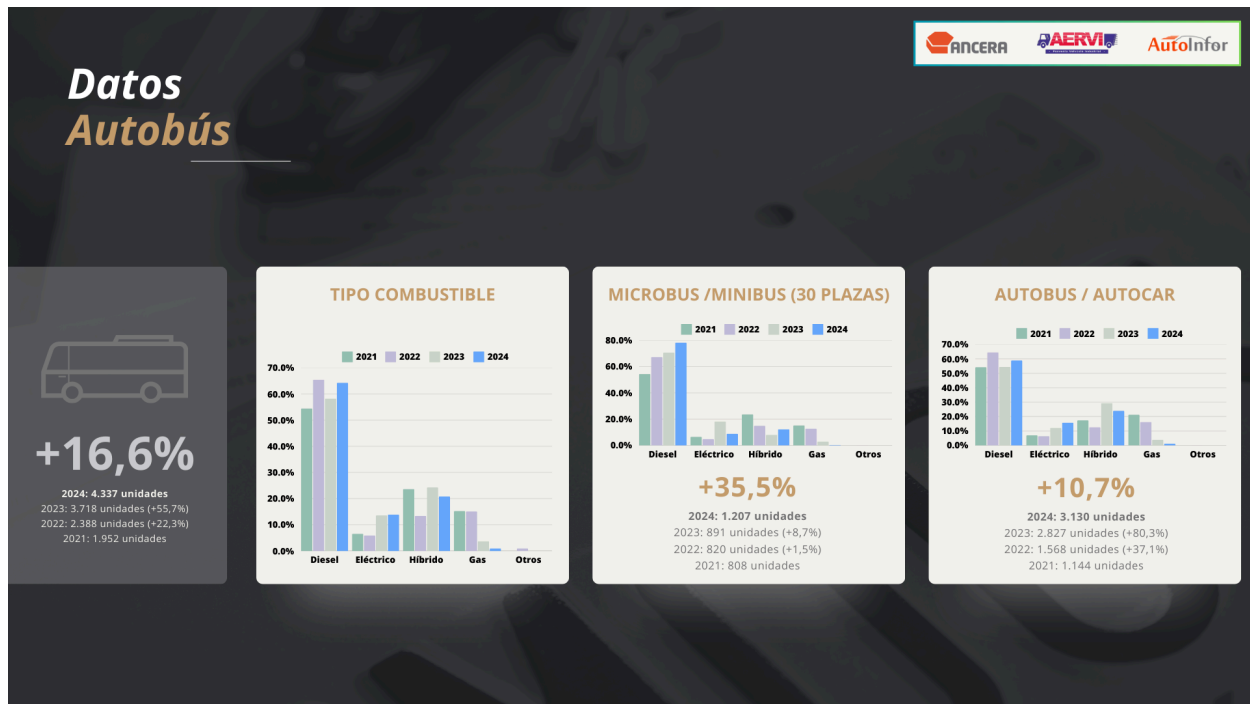 Datos
Autobús
ANCERA
AERVI
AutoInfor
+16,6%
2024: 4.337 unidades
2023: 3.718 unidades (+55,7%)
2022: 2.388 unidades (+22,3%)
2021: 1.952 unidades
TIPO COMBUSTIBLE
2021 2022 2023 2024
70.0%
60.0%
50.0%
40.0%
30.0%
20.0%
10.0%
0.0%
Diesel Eléctrico Híbrido Gas Otros
MICROBUS /MINIBUS (30 PLAZAS)
2021 2022 2023 2024
80.0%
60.0%
40.0%
20.0%
0.0%
Diesel Eléctrico Híbrido Gas Otros
+35,5%
2024: 1.207 unidades
2023: 891 unidades (+8,7%)
2022: 820 unidades (+1,5%)
2021: 808 unidades
AUTOBUS / AUTOCAR
2021 2022 2023 2024
70.0%
60.0%
50.0%
40.0%
30.0%
20.0%
10.0%
0.0%
Diesel Eléctrico Híbrido Gas Otros
+10,7%
2024: 3.130 unidades
2023: 2.827 unidades (+80,3%)
2022: 1.568 unidades (+37,1%)
2021: 1.144 unidades